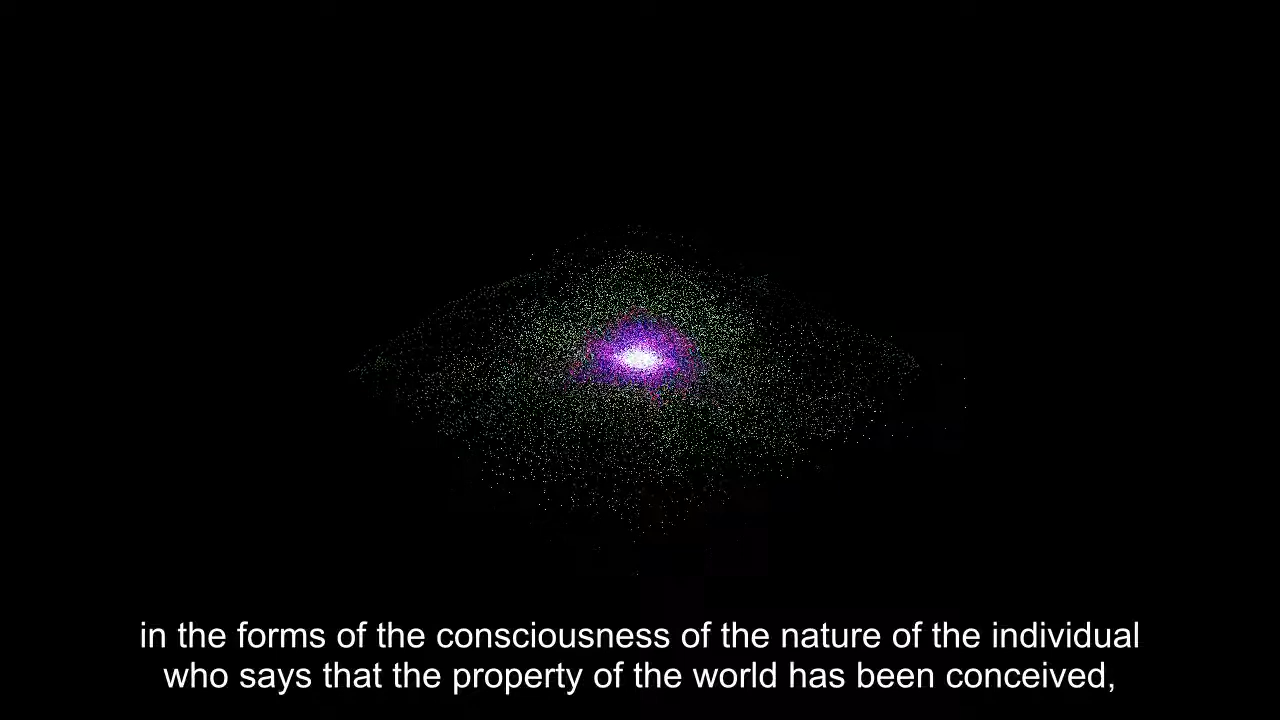 in the forms of the consciousness of the nature of the individual
who says that the property of the world has been conceived,